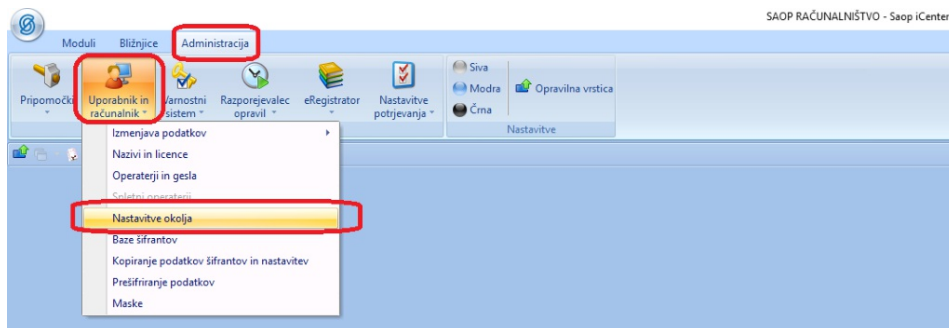 SAOP RAČUNALNIŠTVO - Saop iCenter
Moduli Bližnjice Administracija
Pripomočki
Uporabnik in računalnik
Varnostni sistem
Razporejevalec opravil
eRegistrator
Nastavitve potrjevanja
Siva
Modra
Črna
Opravilna vrstica
Nastavitve
Izmenjava podatkov
Nazivi in licence
Operaterji in gesla
Spletni operaterji
Nastavitve okolja
Baze šifrantov
Kopiranje podatkov šifrantov in nastavitev
Prešifriranje podatkov
Maske